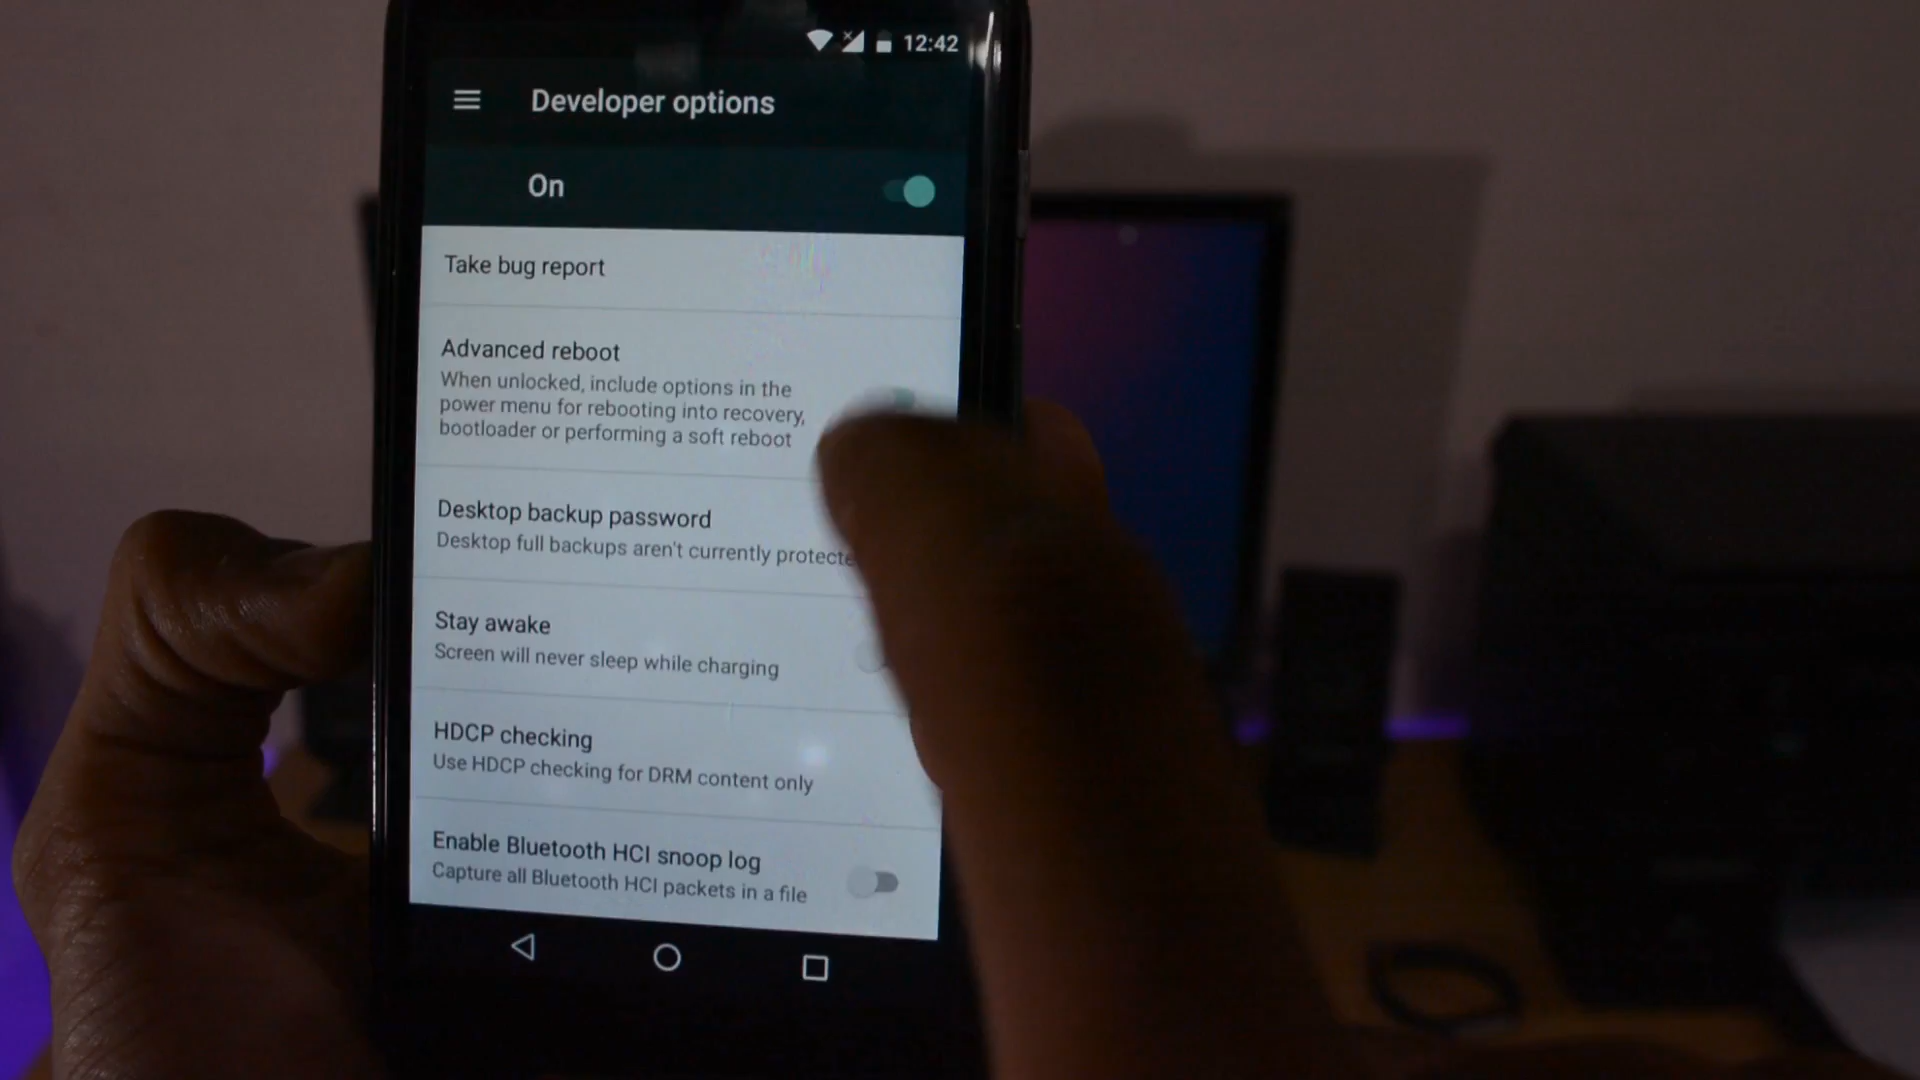 12:42
Developer options
On
Take bug report
Advanced reboot
When unlocked, include options in the
power menu for rebooting into recovery,
bootloader or performing a soft reboot
Desktop backup password
Desktop full backups aren't currently protecte
Stay awake
Screen will never sleep while charging
HDCP checking
Use HDCP checking for DRM content only
Enable Bluetooth HCI snoop log
Capture all Bluetooth HCI packets in a file